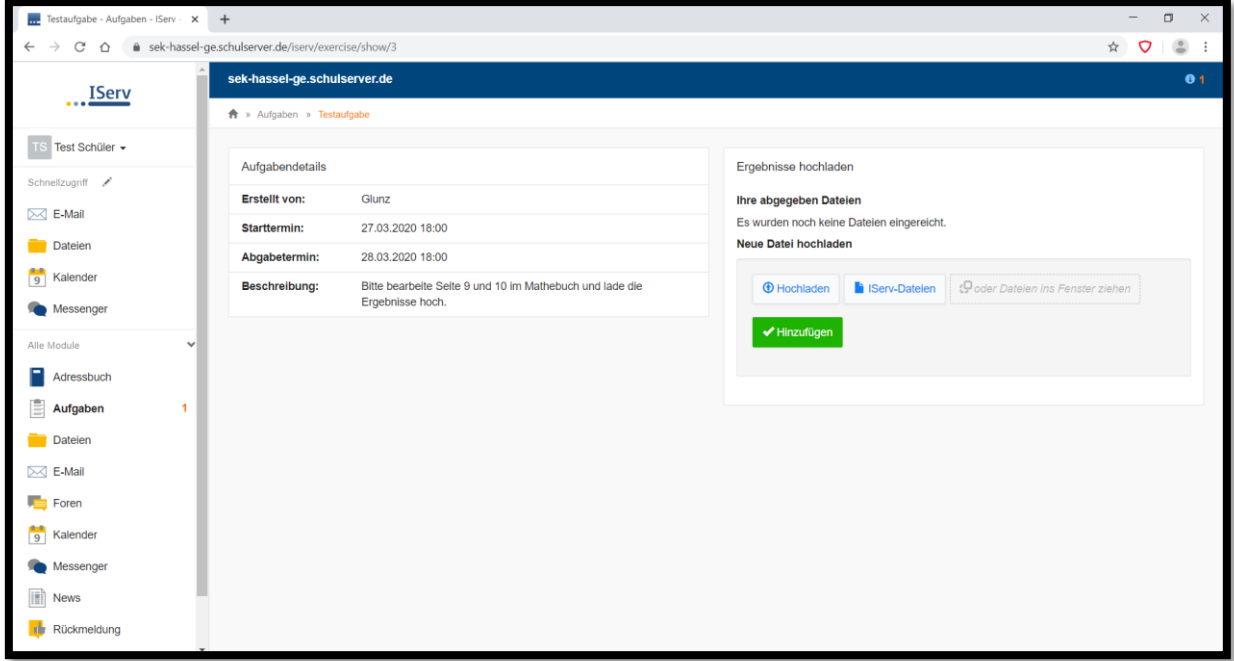 Testaufgabe - Aufgaben - IServ -
sek-hassel-ge.schulserver.de/iserv/exercise/show/3
IServ
TS Test Schüler
Schnellzugriff
E-Mail
Dateien
9 Kalender
Messenger
Alle Module
Adressbuch
Aufgaben 1
Dateien
E-Mail
Foren
9 Kalender
Messenger
News
Rückmeldung
sek-hassel-ge.schulserver.de 1
» Aufgaben » Testaufgabe
Aufgabendetails
Erstellt von: Glunz
Starttermin: 27.03.2020 18:00
Abgabetermin: 28.03.2020 18:00
Beschreibung: Bitte bearbeite Seite 9 und 10 im Mathebuch und lade die
Ergebnisse hoch.
Ergebnisse hochladen
Ihre abgegeben Dateien
Es wurden noch keine Dateien eingereicht.
Neue Datei hochladen
Hochladen IServ-Dateien oder Dateien ins Fenster ziehen
Hinzufügen